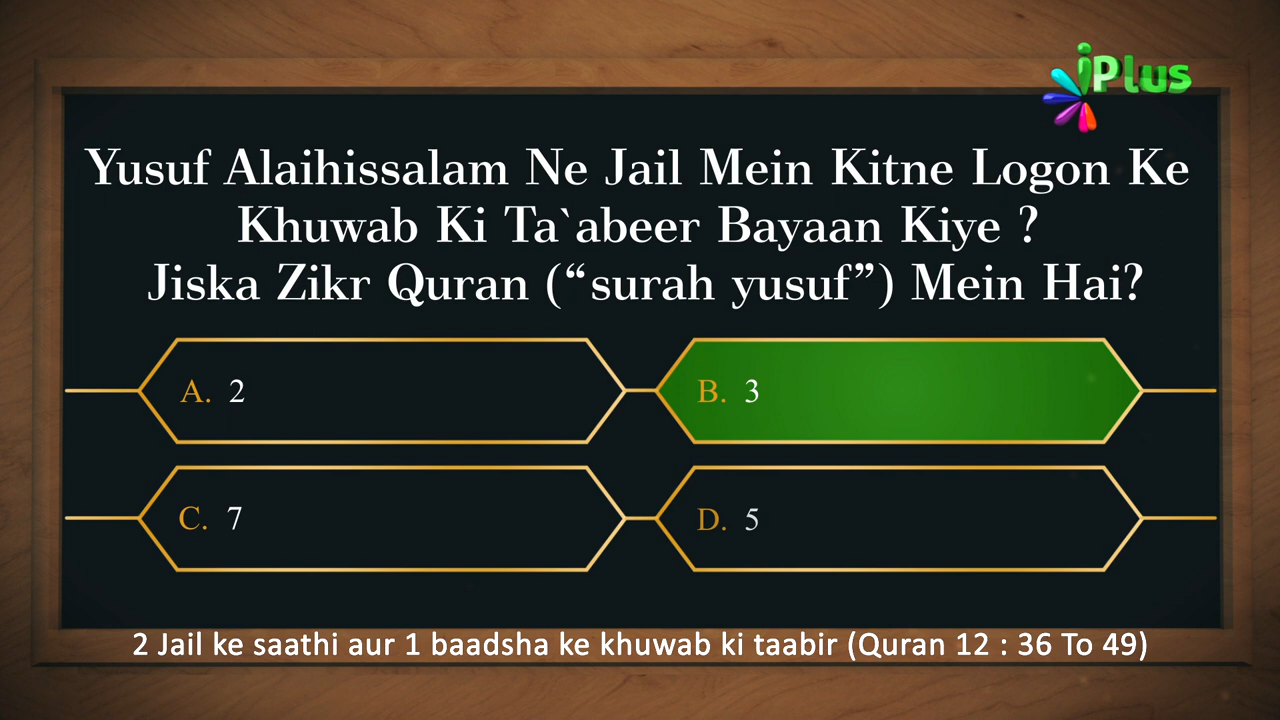 iPlus
Yusuf Alaihissalam Ne Jail Mein Kitne Logon Ke
Khuwab Ki Ta`abeer Bayaan Kiye ?
Jiska Zikr Quran (“surah yusuf”) Mein Hai?
A. 2
B. 3
C. 7
D. 5
2 Jail ke saathi aur 1 baadsha ke khuwab ki taabir (Quran 12 : 36 To 49)